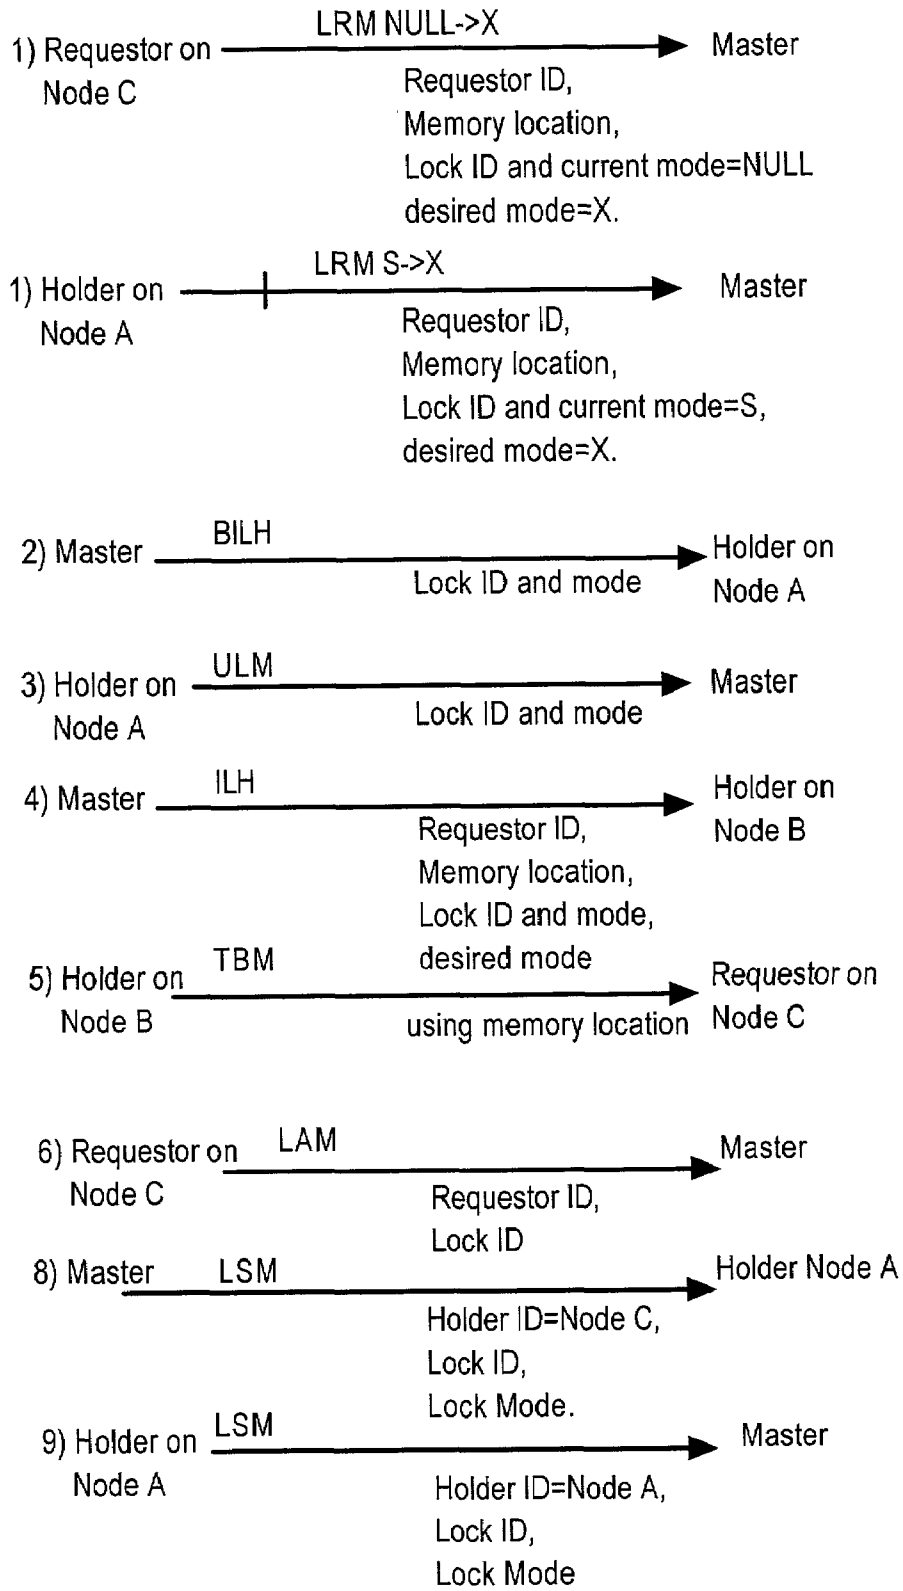 LRM NULL->X
1) Requestor on
Node C
Master
Requestor ID,
Memory location,
Lock ID and current mode=NULL
desired mode=X.
LRM S->X
1) Holder on
Node A
Master
Requestor ID,
Memory location,
Lock ID and current mode=S,
desired mode=X.
2) Master
BILH
Holder on
Node A
Lock ID and mode
3) Holder on
Node A
ULM
Master
Lock ID and mode
4) Master
ILH
Holder on
Node B
Requestor ID,
Memory location,
Lock ID and mode,
desired mode
5) Holder on
Node B
TBM
Requestor on
Node C
using memory location
6) Requestor on
Node C
LAM
Master
Requestor ID,
Lock ID
8) Master
LSM
Holder Node A
Holder ID=Node C,
Lock ID,
Lock Mode.
9) Holder on
Node A
LSM
Master
Holder ID=Node A,
Lock ID,
Lock Mode